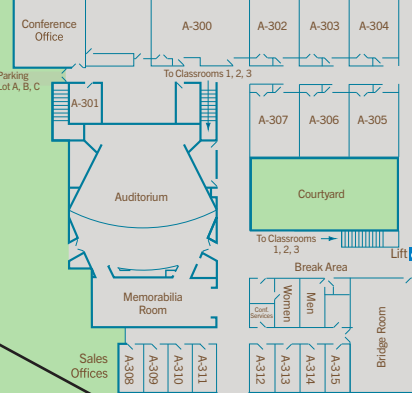 Conference
Office
A-300
A-302
A-303
A-304
Parking
Lot A, B, C
To Classrooms 1, 2, 3
A-301
A-307
A-306
A-305
Auditorium
Courtyard
To Classrooms
1, 2, 3
Lift
Break Area
Memorabilia
Room
Conf.
Services
Women
Men
Bridge Room
Sales
Offices
A-308
A-309
A-310
A-311
A-312
A-313
A-314
A-315